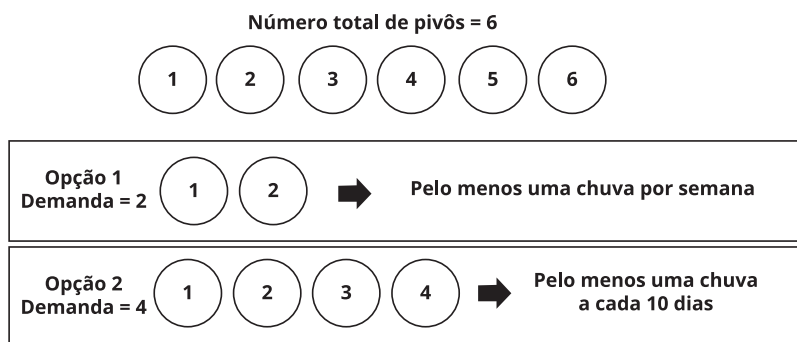 Número total de pivôs = 6
1 2 3 4 5 6
Opção 1
Demanda = 2
1 2
Pelo menos uma chuva por semana
Opção 2
Demanda = 4
1 2 3 4
Pelo menos uma chuva
a cada 10 dias